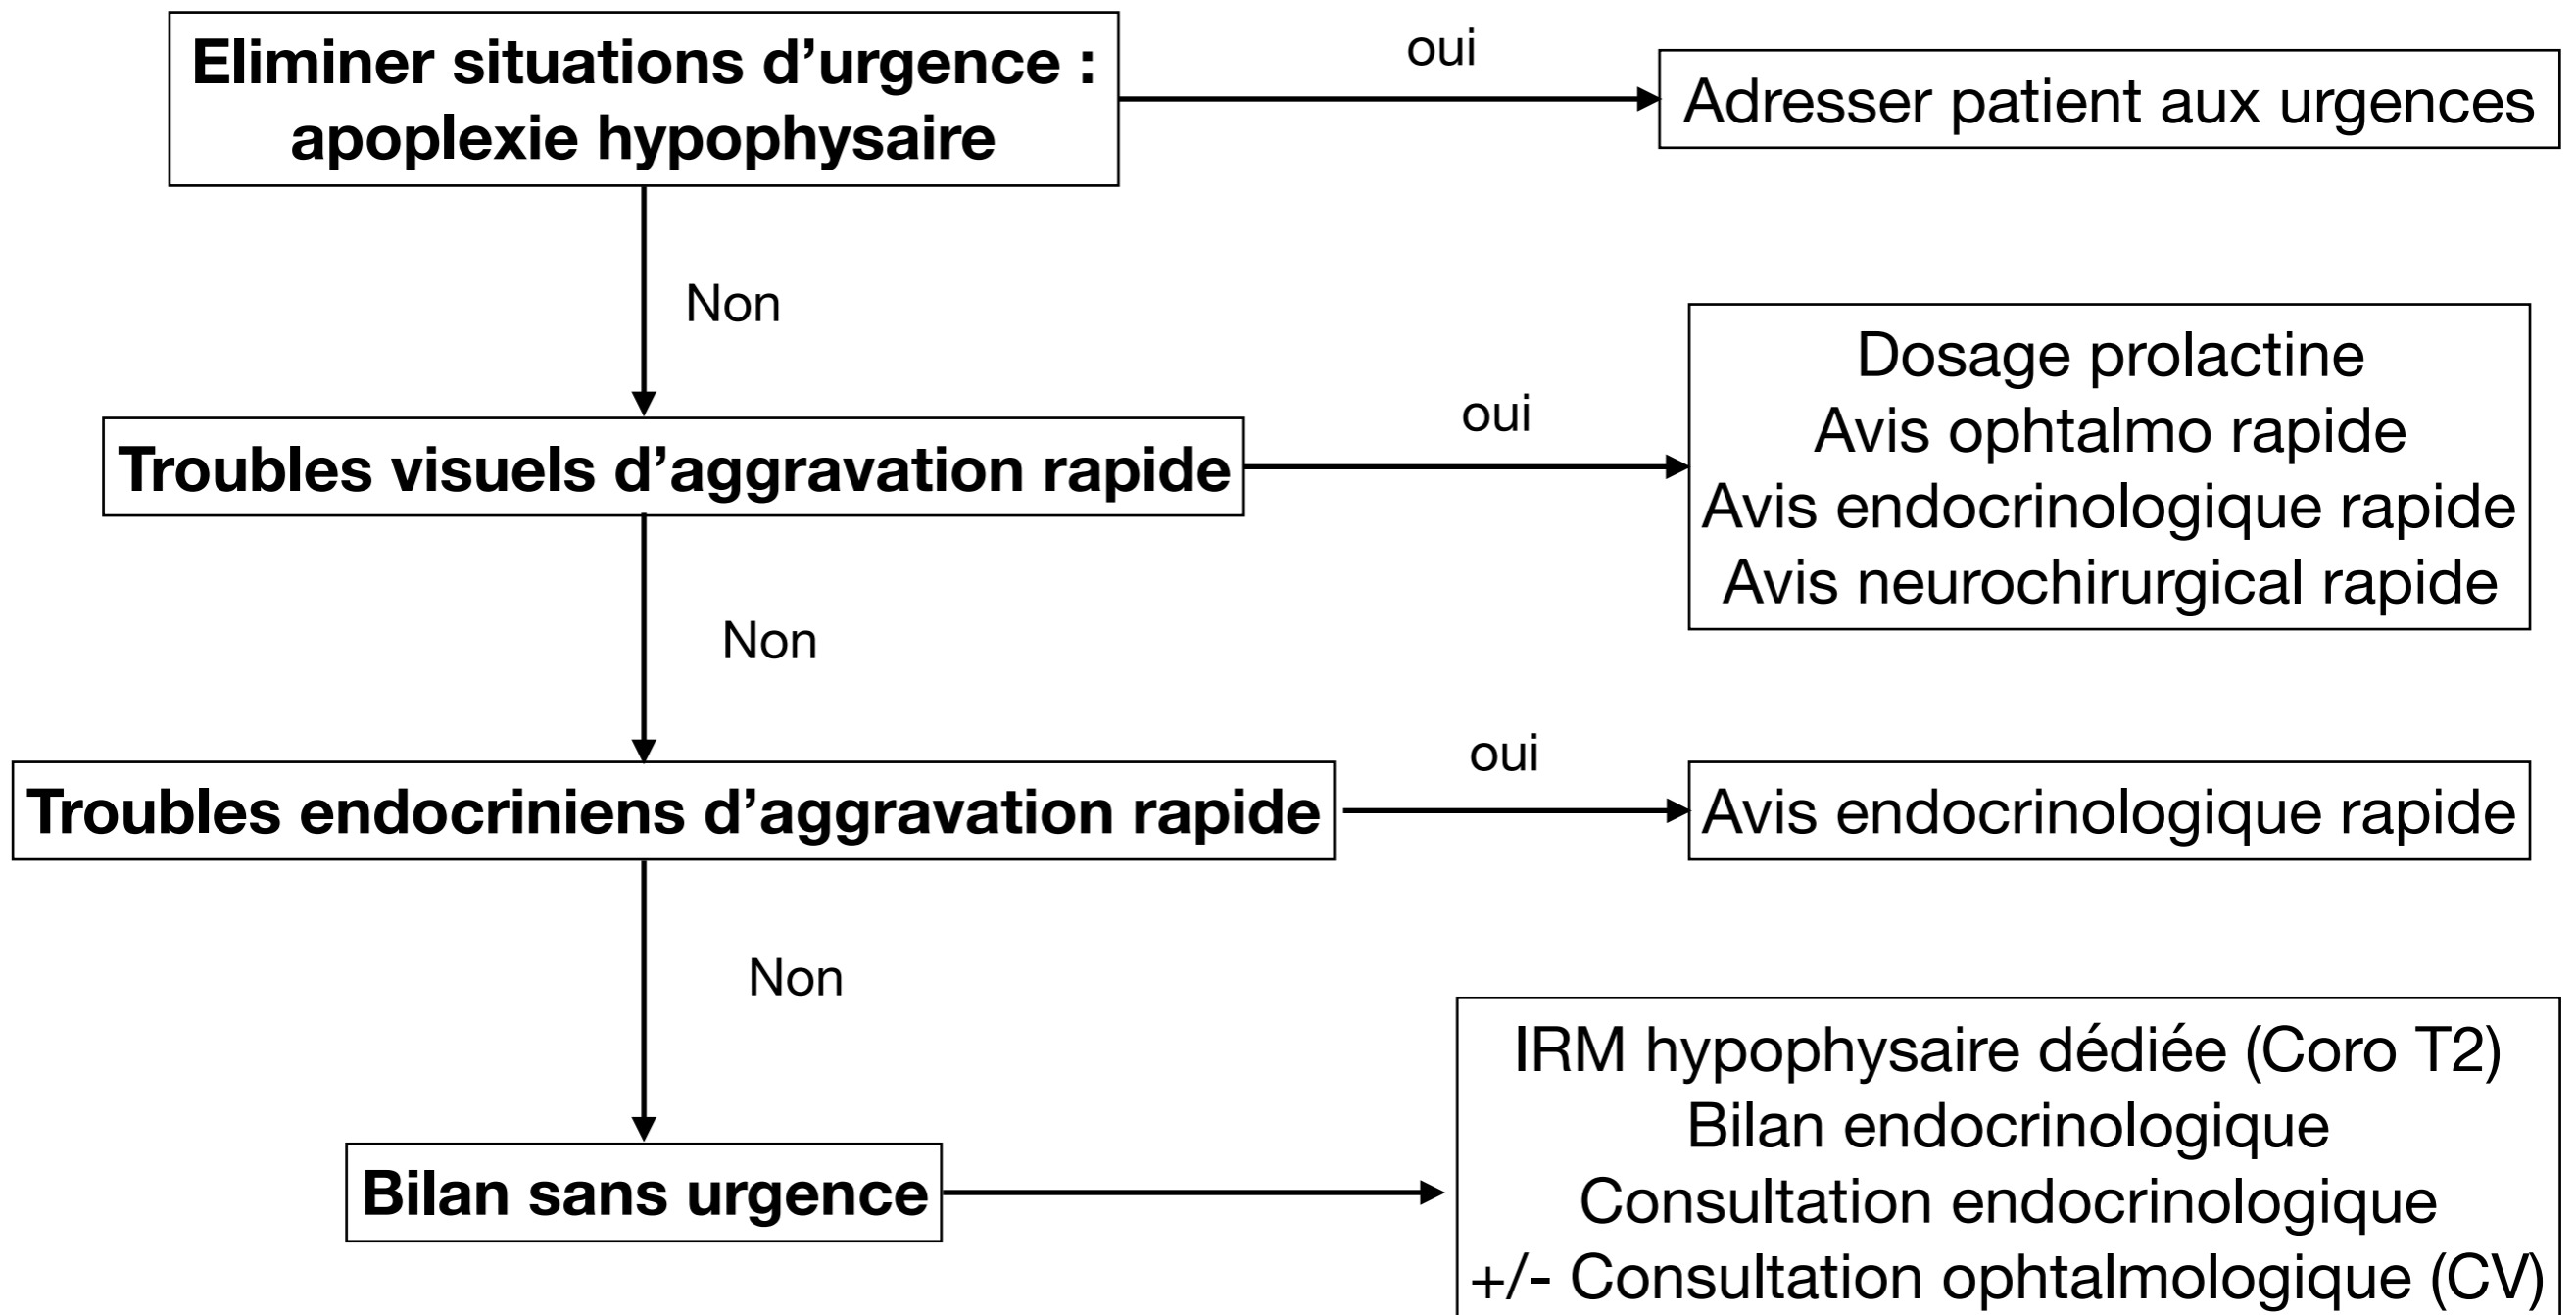 Eliminer situations d’urgence :
apoplexie hypophysaire
oui
Adresser patient aux urgences
Non
Troubles visuels d’aggravation rapide
oui
Dosage prolactine
Avis ophtalmo rapide
Avis endocrinologique rapide
Avis neurochirurgical rapide
Non
Troubles endocriniens d’aggravation rapide
oui
Avis endocrinologique rapide
Non
Bilan sans urgence
IRM hypophysaire dédiée (Coro T2)
Bilan endocrinologique
Consultation endocrinologique
+/- Consultation ophtalmologique (CV)